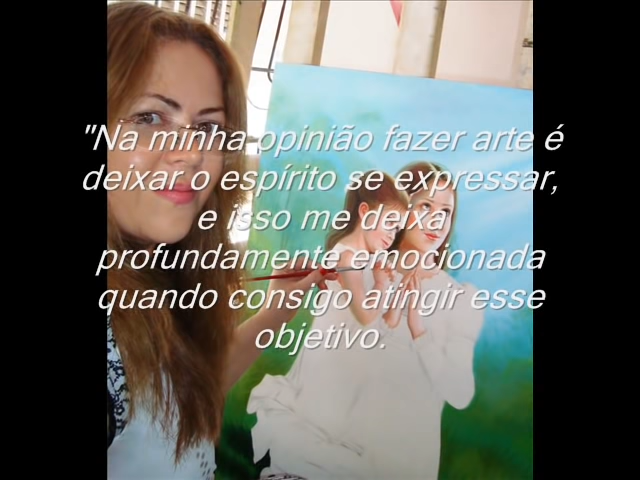 "Na minha opinião fazer arte é
deixar o espírito se expressar,
e isso me deixa
profundamente emocionada
quando consigo atingir esse
objetivo.